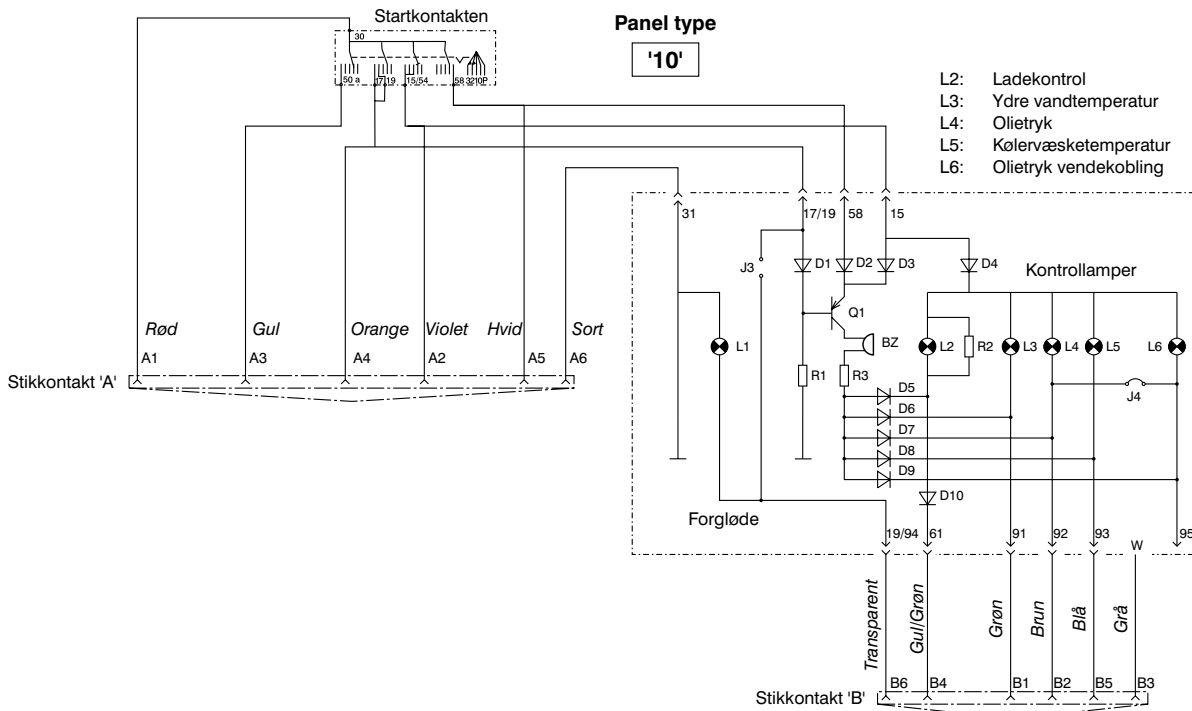 Startkontakten
Panel type
'10'
30
50 a
17/19
15/54
58
3210P
L2: Ladekontrol
L3: Ydre vandtemperatur
L4: Olietryk
L5: Kølervæsketemperatur
L6: Olietryk vendekobling
31
17/19
58
15
J3
D1
D2
D3
D4
Kontrollamper
Q1
BZ
L1
L2
R2
L3
L4
L5
L6
R1
R3
J4
D5
D6
D7
D8
D9
D10
Rød
Gul
Orange
Violet
Hvid
Sort
A1
A3
A4
A2
A5
A6
Stikkontakt 'A'
Forgløde
19/94
61
91
92
93
W
95
Transparent
Gul/Grøn
Grøn
Brun
Blå
Grå
B6
B4
B1
B2
B5
B3
Stikkontakt 'B'